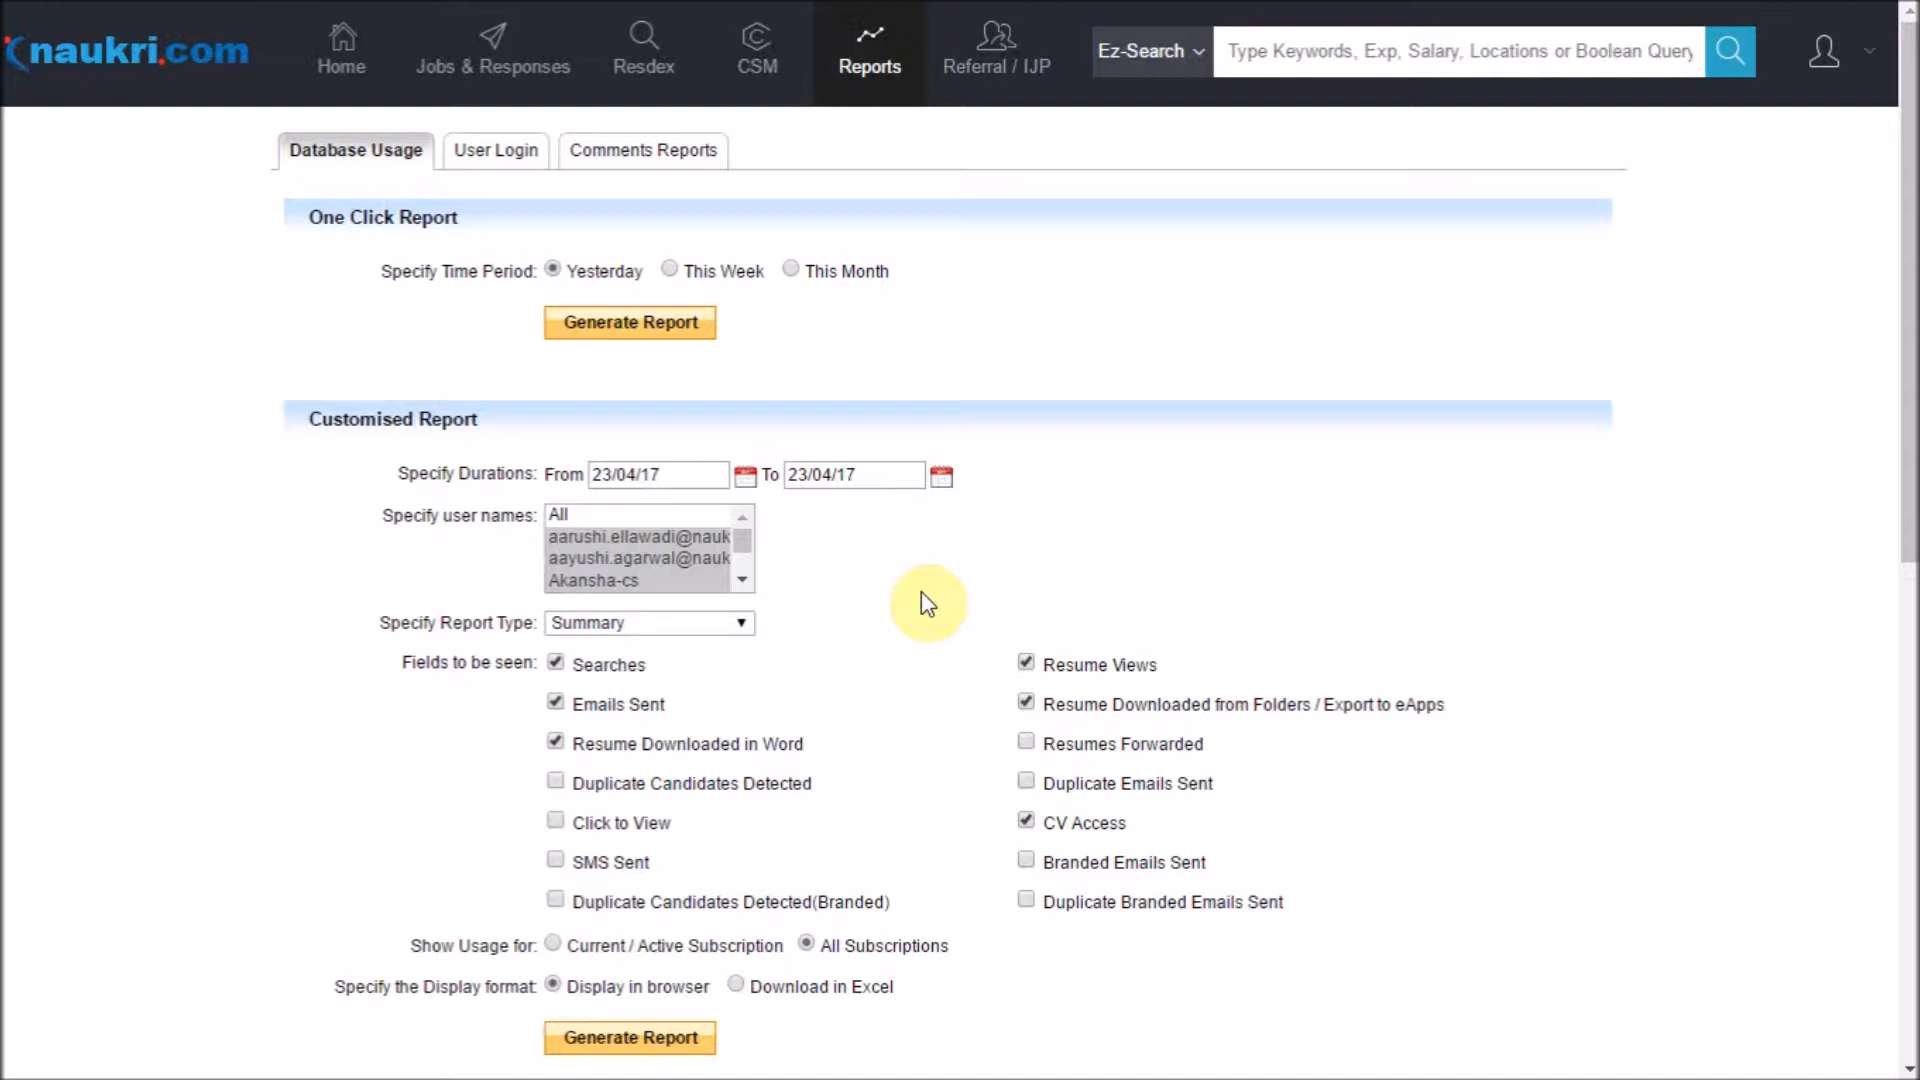 naukri.com
Home
Jobs & Responses
Resdex
CSM
Reports
Referral / IJP
Ez-Search
Type Keywords, Exp, Salary, Locations or Boolean Query
Database Usage
User Login
Comments Reports
One Click Report
Specify Time Period: Yesterday This Week This Month
Generate Report
Customised Report
Specify Durations: From 23/04/17 To 23/04/17
Specify user names: All
aarushi.ellawadi@nauk
aayushi.agarwal@nauk
Akansha-cs
Specify Report Type: Summary
Fields to be seen: Searches Resume Views
Emails Sent Resume Downloaded from Folders / Export to eApps
Resume Downloaded in Word Resumes Forwarded
Duplicate Candidates Detected Duplicate Emails Sent
Click to View CV Access
SMS Sent Branded Emails Sent
Duplicate Candidates Detected(Branded) Duplicate Branded Emails Sent
Show Usage for: Current / Active Subscription All Subscriptions
Specify the Display format: Display in browser Download in Excel
Generate Report